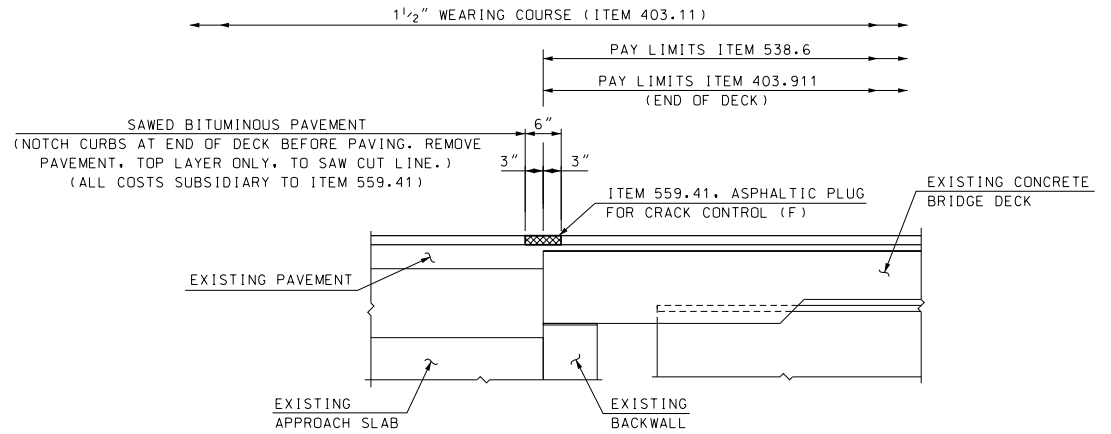 1 1/2" WEARING COURSE (ITEM 403.11)
PAY LIMITS ITEM 538.6
PAY LIMITS ITEM 403.911
(END OF DECK)
SAWED BITUMINOUS PAVEMENT
(NOTCH CURBS AT END OF DECK BEFORE PAVING. REMOVE
PAVEMENT, TOP LAYER ONLY, TO SAW CUT LINE.)
(ALL COSTS SUBSIDIARY TO ITEM 559.41)
6"
3"
3"
ITEM 559.41, ASPHALTIC PLUG
FOR CRACK CONTROL (F)
EXISTING CONCRETE
BRIDGE DECK
EXISTING PAVEMENT
EXISTING
APPROACH SLAB
EXISTING
BACKWALL